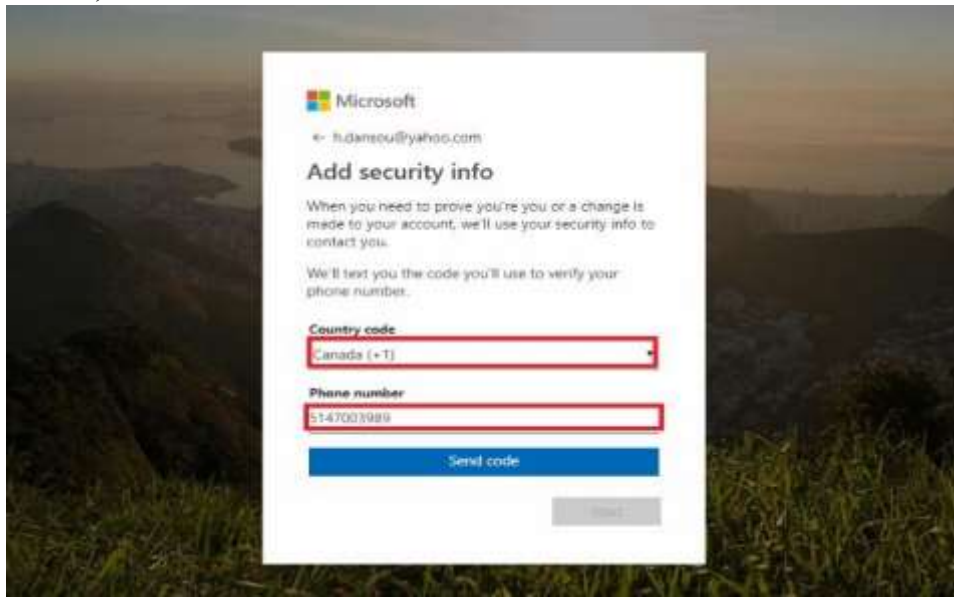 Microsoft
← h.dansou@yahoo.com
Add security info
When you need to prove you're you or a change is
made to your account, we'll use your security info to
contact you.
We'll text you the code you'll use to verify your
phone number.
Country code
Canada (+1)
Phone number
5147003989
Send code